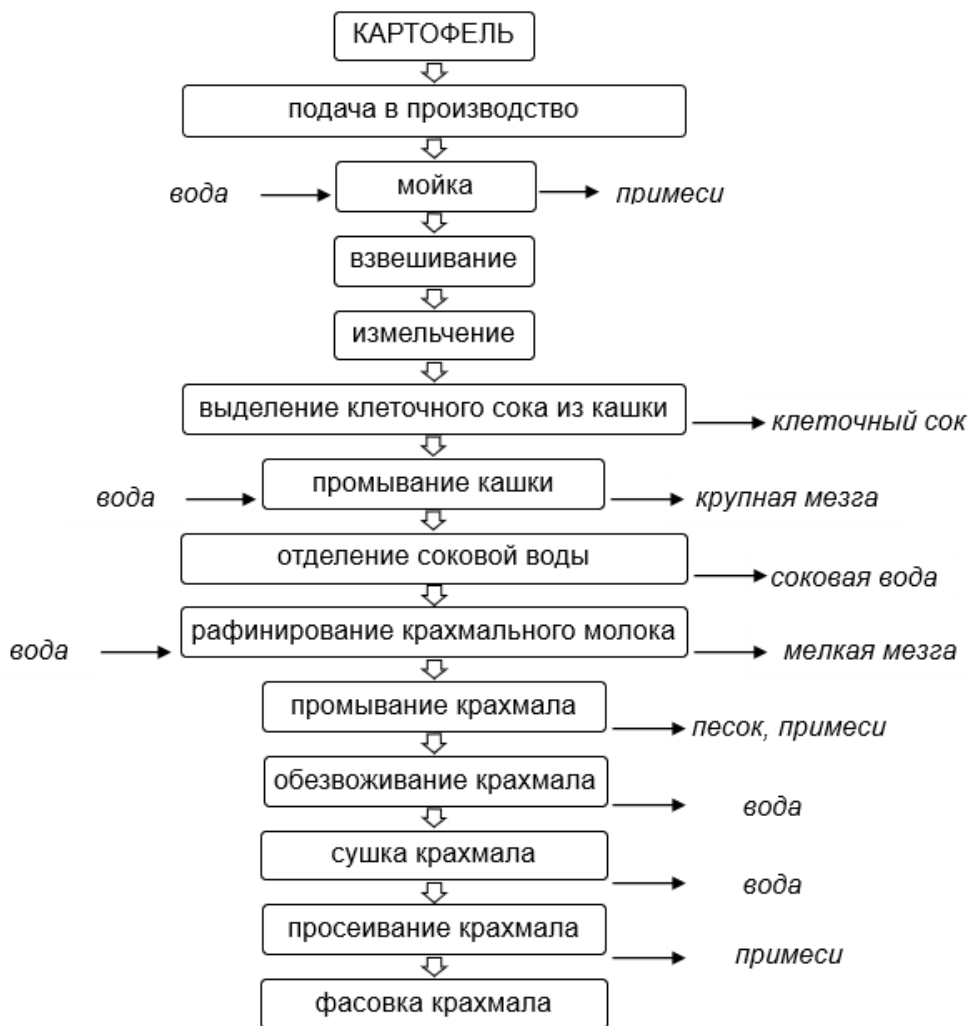 КАРТОФЕЛЬ
подача в производство
вода
мойка
примеси
взвешивание
измельчение
выделение клеточного сока из кашки
клеточный сок
вода
промывание кашки
крупная мезга
отделение соковой воды
соковая вода
вода
рафинирование крахмального молока
мелкая мезга
промывание крахмала
песок, примеси
обезвоживание крахмала
вода
сушка крахмала
вода
просеивание крахмала
примеси
фасовка крахмала